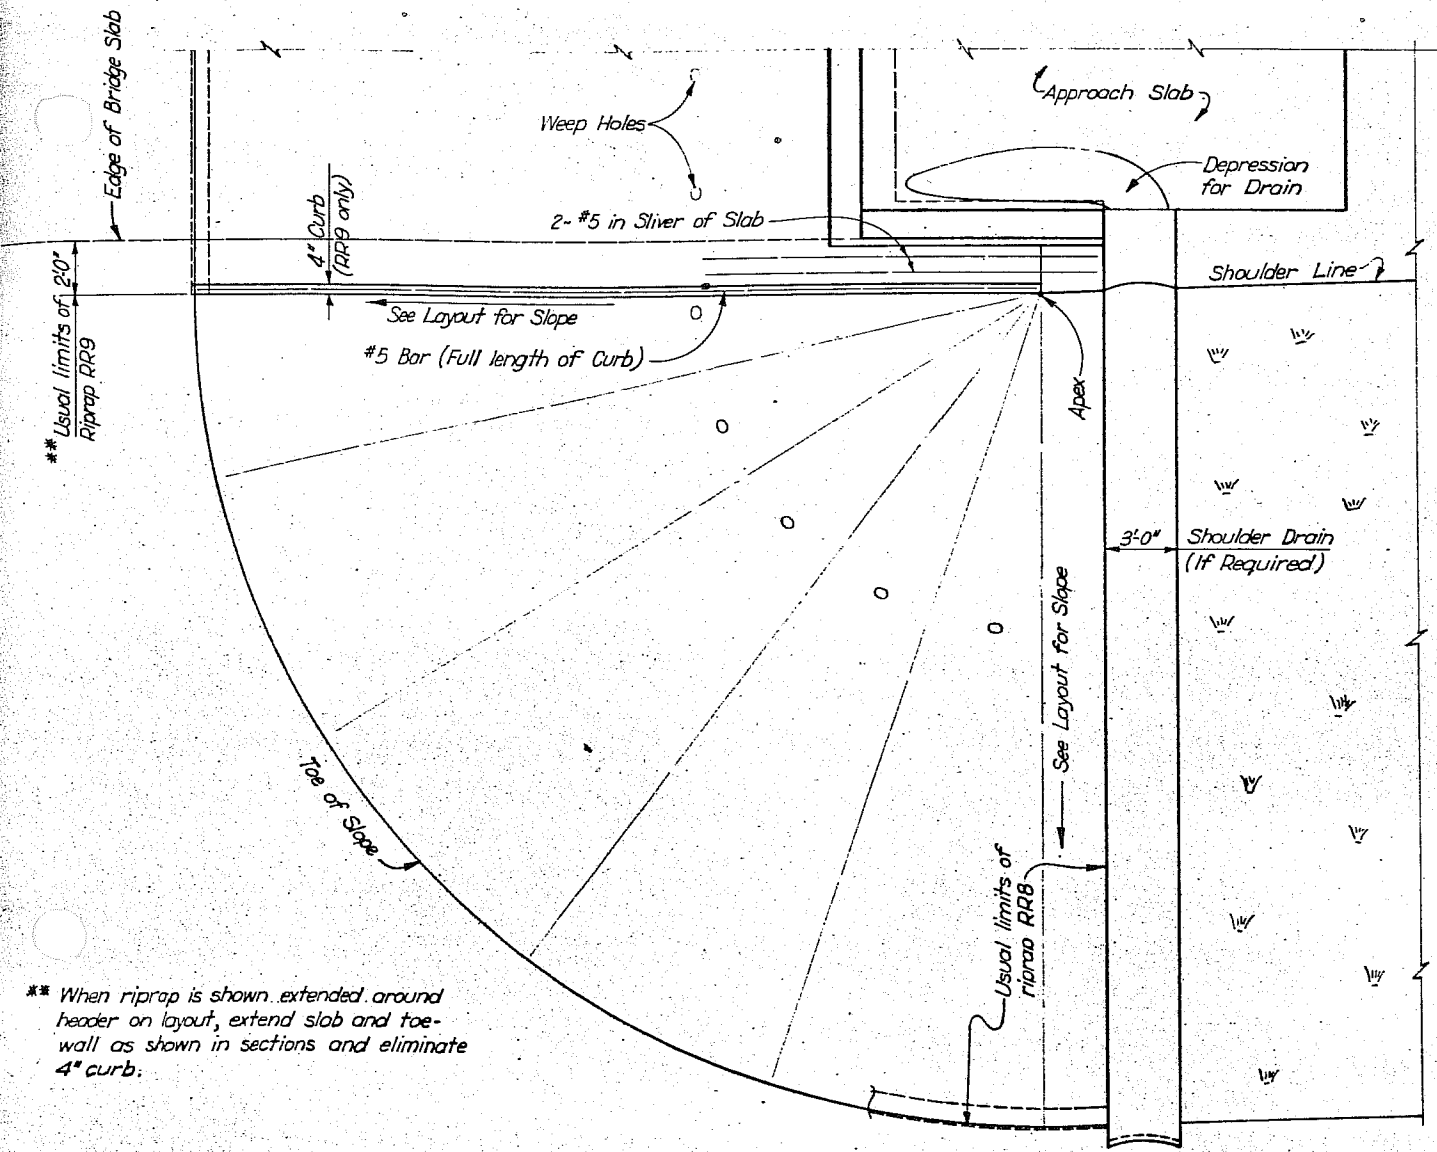 Edge of Bridge Slab
Weep Holes
Approach Slab
Depression
for Drain
4" Curb
(RR9 only)
2- #5 in Sliver of Slab
2'-0"
Shoulder Line
** Usual limits of
Riprap RR9
See Layout for Slope
#5 Bar (Full length of Curb)
Apex
3'-0"
Shoulder Drain
(If Required)
See Layout for Slope
Toe of Slope
Usual limits of
riprap RR8
** When riprap is shown extended around
header on layout, extend slab and toe-
wall as shown in sections and eliminate
4" curb.